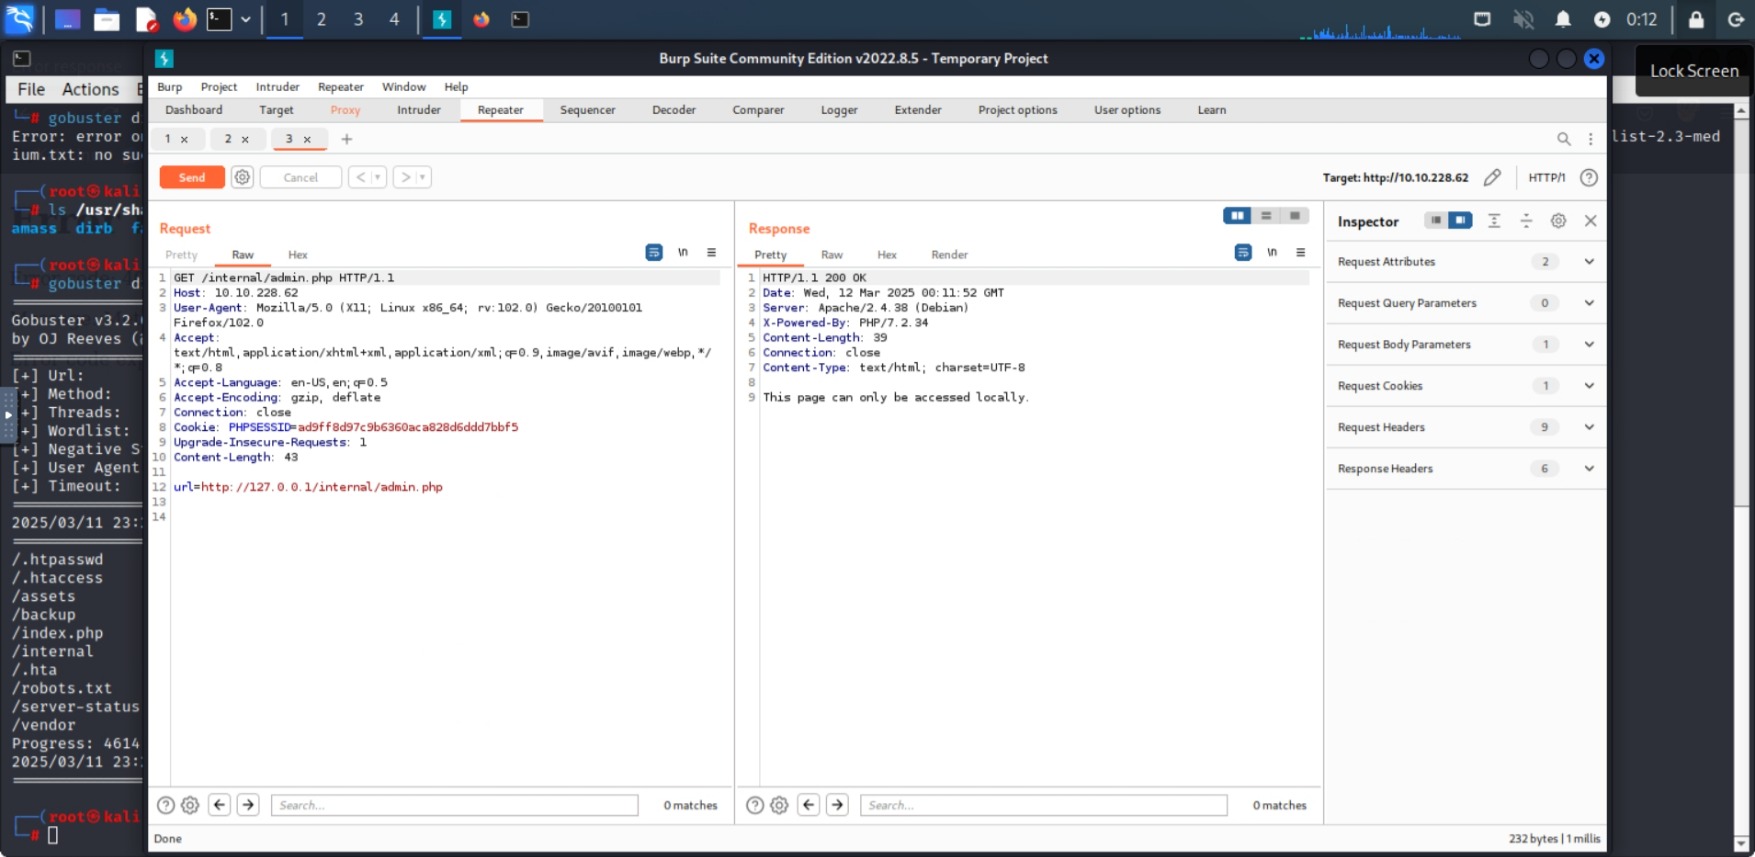 1 2 3 4 0:12
Burp Suite Community Edition v2022.8.5 - Temporary Project
Lock Screen
File Actions
Burp Project Intruder Repeater Window Help
Dashboard Target Proxy Intruder Repeater Sequencer Decoder Comparer Logger Extender Project options User options Learn
1 × 2 × 3 × +
Send Cancel < > Target: http://10.10.228.62 HTTP/1
Request
Pretty Raw Hex \n
1 GET /internal/admin.php HTTP/1.1
2 Host: 10.10.228.62
3 User-Agent: Mozilla/5.0 (X11; Linux x86_64; rv:102.0) Gecko/20100101
Firefox/102.0
4 Accept:
text/html,application/xhtml+xml,application/xml;q=0.9,image/avif,image/webp,*/
*;q=0.8
5 Accept-Language: en-US,en;q=0.5
6 Accept-Encoding: gzip, deflate
7 Connection: close
8 Cookie: PHPSESSID=ad9ff8d97c9b6360aca828d6ddd7bbf5
9 Upgrade-Insecure-Requests: 1
10 Content-Length: 43
11
12 url=http://127.0.0.1/internal/admin.php
13
14
Search... 0 matches
Response
Pretty Raw Hex Render \n
1 HTTP/1.1 200 OK
2 Date: Wed, 12 Mar 2025 00:11:52 GMT
3 Server: Apache/2.4.38 (Debian)
4 X-Powered-By: PHP/7.2.34
5 Content-Length: 39
6 Connection: close
7 Content-Type: text/html; charset=UTF-8
8
9 This page can only be accessed locally.
Search... 0 matches
Inspector
Request Attributes 2
Request Query Parameters 0
Request Body Parameters 1
Request Cookies 1
Request Headers 9
Response Headers 6
Done 232 bytes | 1 millis
# gobuster
Error: error
list-2.3-med
ium.txt: no
(root㉿kali
# ls /usr/
amass dirb
(root㉿kali
# gobuster
Gobuster v3.2.
by OJ Reeves
[+] Url:
[+] Method:
[+] Threads:
[+] Wordlist:
[+] Negative
[+] User Agent
[+] Timeout:
2025/03/11 23:
/.htpasswd
/.htaccess
/assets
/backup
/index.php
/internal
/.hta
/robots.txt
/server-status
/vendor
Progress: 4614
2025/03/11 23:
(root㉿kali
#